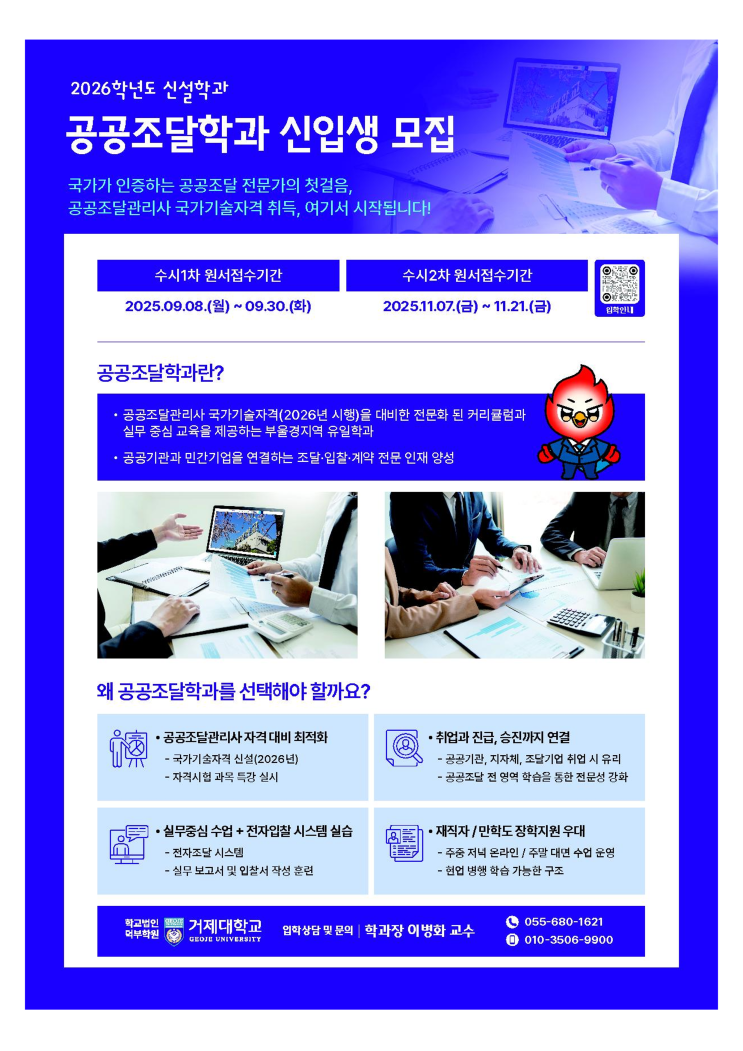 2026학년도 신설학과
공공조달학과 신입생 모집
국가가 인증하는 공공조달 전문가의 첫걸음,
공공조달관리사 국가기술자격 취득, 여기서 시작됩니다!
수시1차 원서접수기간
수시2차 원서접수기간
2025.09.08.(월) ~ 09.30.(화)
2025.11.07.(금) ~ 11.21.(금)
입학안내
공공조달학과란?
• 공공조달관리사 국가기술자격(2026년 시행)을 대비한 전문화 된 커리큘럼과
실무 중심 교육을 제공하는 부울경지역 유일학과
• 공공기관과 민간기업을 연결하는 조달·입찰·계약 전문 인재 양성
왜 공공조달학과를 선택해야 할까요?
• 공공조달관리사 자격 대비 최적화
- 국가기술자격 신설(2026년)
- 자격시험 과목 특강 실시
• 취업과 진급, 승진까지 연결
- 공공기관, 지자체, 조달기업 취업 시 유리
- 공공조달 전 영역 학습을 통한 전문성 강화
• 실무중심 수업 + 전자입찰 시스템 실습
- 전자조달 시스템
- 실무 보고서 및 입찰서 작성 훈련
• 재직자 / 만학도 장학지원 우대
- 주중 저녁 온라인 / 주말 대면 수업 운영
- 현업 병행 학습 가능한 구조
학교법인
덕부학원
거제대학교
GEOJE UNIVERSITY
입학상담 및 문의 | 학과장 이병화 교수
055-680-1621
010-3506-9900